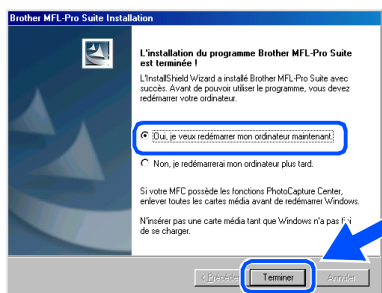 Brother MFL-Pro Suite Installation
L'installation du programme Brother MFL-Pro Suite
est terminée !
L'InstallShield Wizard a installé Brother MFL-Pro Suite avec
succès. Avant de pouvoir utiliser le programme, vous devez
redémarrer votre ordinateur.
Oui, je veux redémarrer mon ordinateur maintenant.
Non, je redémarrerai mon ordinateur plus tard.
Si votre MFC possède les fonctions PhotoCapture Center,
enlever toutes les cartes média avant de redémarrer Windows.
N'insérer pas une carte média tant que Windows n'a pas fini
de se charger.
< Précédent Terminer Annuler